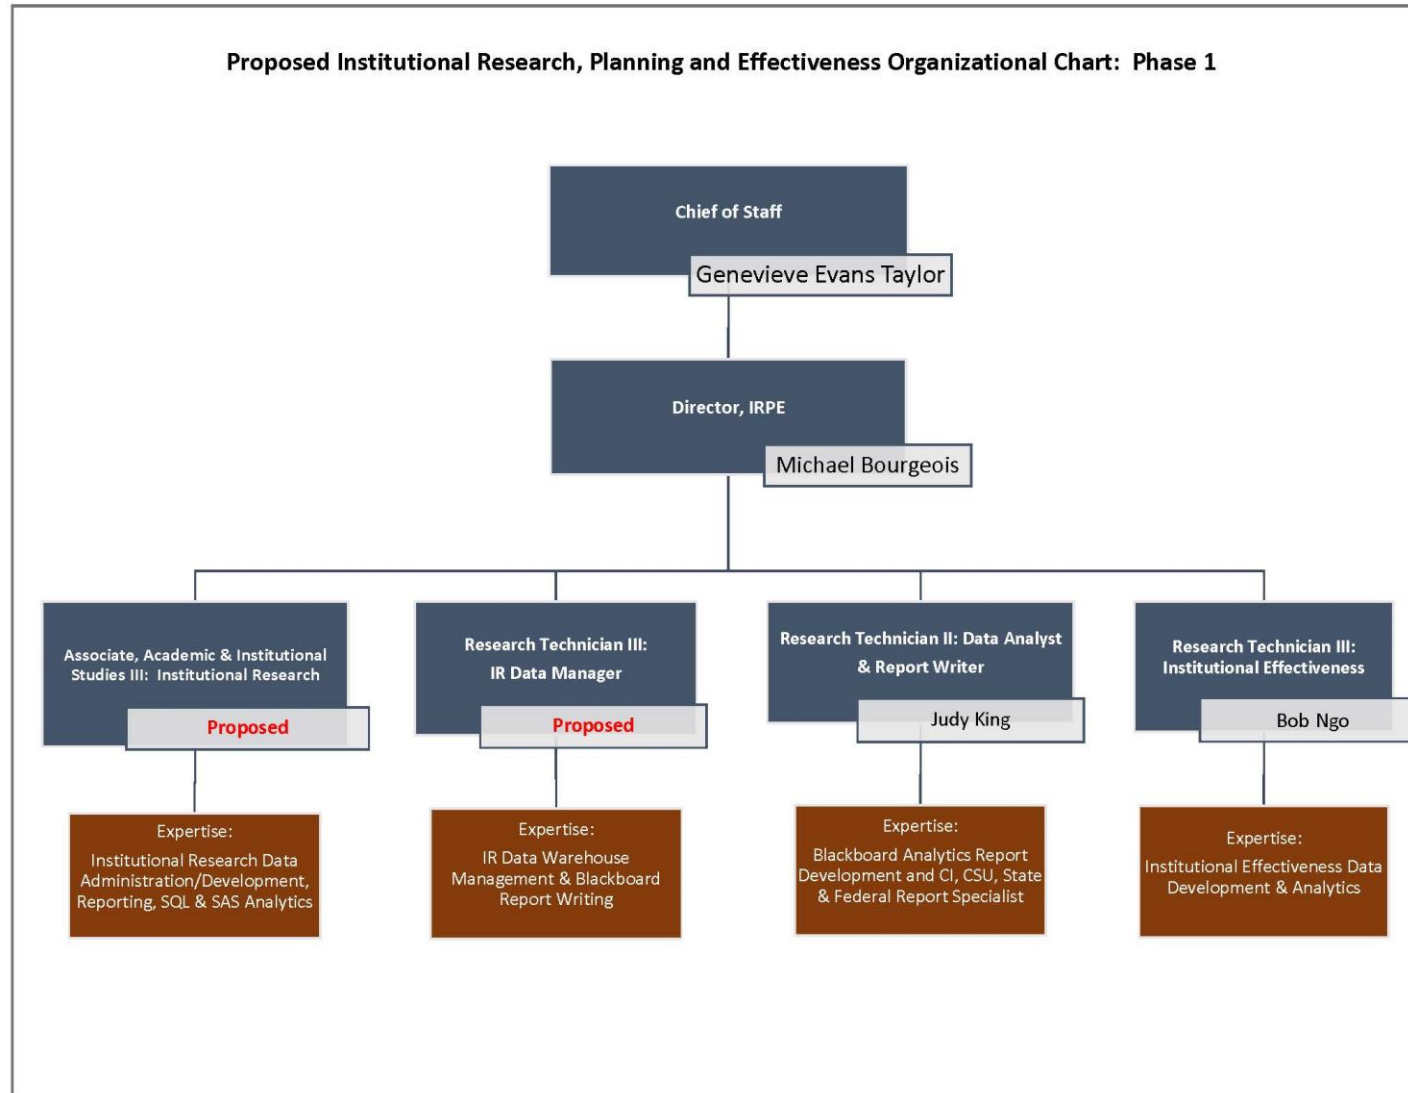 Proposed Institutional Research, Planning and Effectiveness Organizational Chart:  Phase 1
Chief of Staff
Genevieve Evans Taylor
Director, IRPE
Michael Bourgeois
Associate, Academic & Institutional
Studies III:  Institutional Research
Proposed
Research Technician III:
IR Data Manager
Proposed
Research Technician II: Data Analyst
& Report Writer
Judy King
Research Technician III:
Institutional Effectiveness
Bob Ngo
Expertise:
Institutional Research Data
Administration/Development,
Reporting, SQL & SAS Analytics
Expertise:
IR Data Warehouse
Management & Blackboard
Report Writing
Expertise:
Blackboard Analytics Report
Development and CI, CSU, State
& Federal Report Specialist
Expertise:
Institutional Effectiveness Data
Development & Analytics